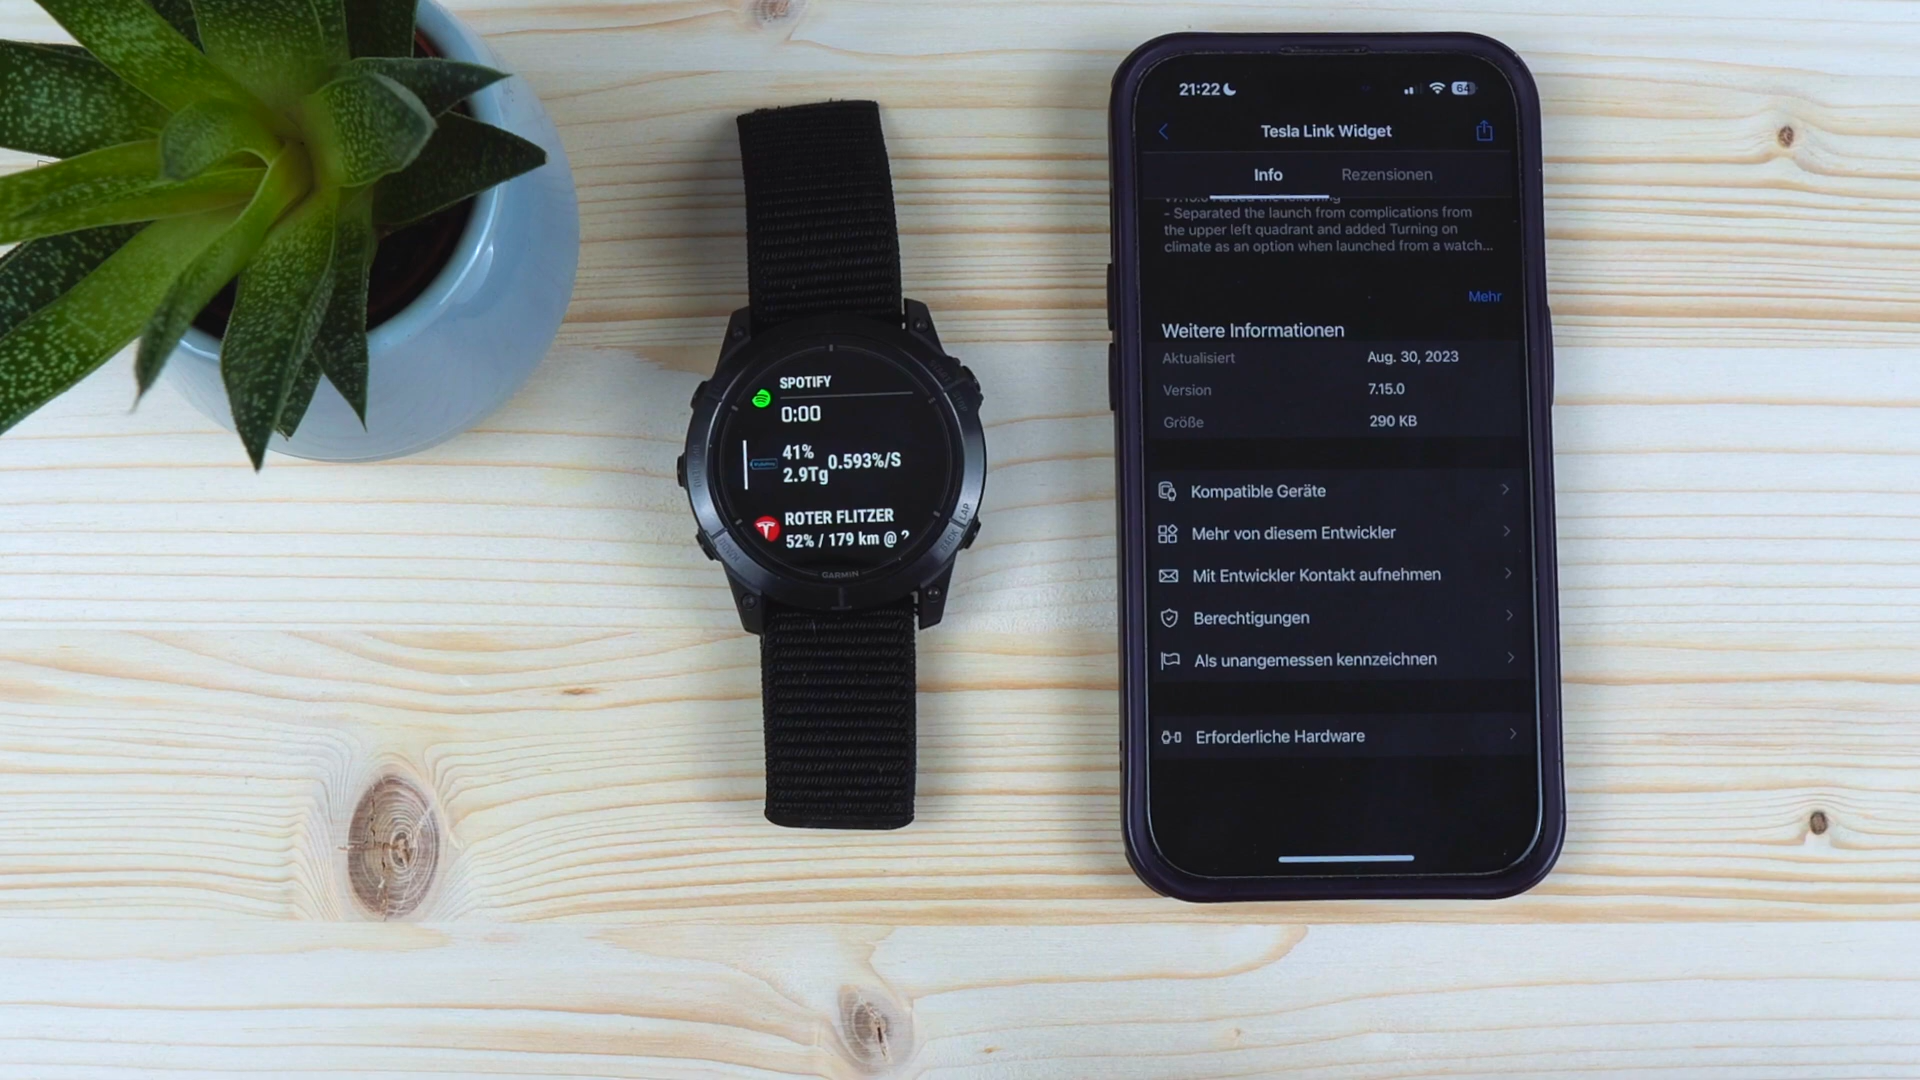 SPOTIFY
0:00
41% 0.593%/S
2.9Tg
ROTER FLITZER
52% / 179 km @ ?
GARMIN
LAP
BACK
21:22
64
Tesla Link Widget
Info Rezensionen
- Separated the launch from complications from
the upper left quadrant and added Turning on
climate as an option when launched from a watch...
Mehr
Weitere Informationen
Aktualisiert Aug. 30, 2023
Version 7.15.0
Größe 290 KB
Kompatible Geräte
Mehr von diesem Entwickler
Mit Entwickler Kontakt aufnehmen
Berechtigungen
Als unangemessen kennzeichnen
Erforderliche Hardware